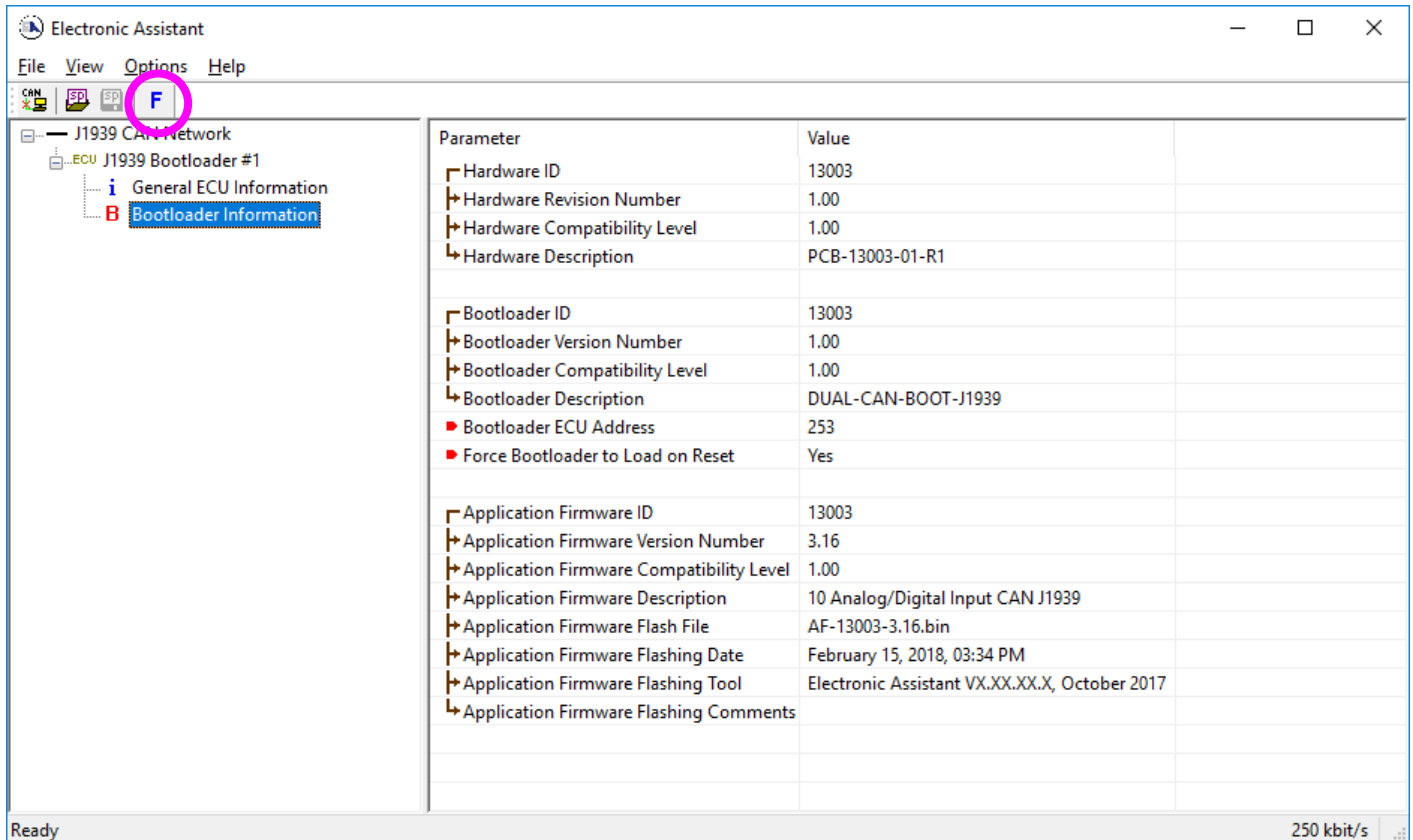 Electronic Assistant
File View Options Help
CAN SP SP F
J1939 CAN Network
ECU J1939 Bootloader #1
i General ECU Information
B Bootloader Information
Parameter Value
Hardware ID 13003
Hardware Revision Number 1.00
Hardware Compatibility Level 1.00
Hardware Description PCB-13003-01-R1
Bootloader ID 13003
Bootloader Version Number 1.00
Bootloader Compatibility Level 1.00
Bootloader Description DUAL-CAN-BOOT-J1939
Bootloader ECU Address 253
Force Bootloader to Load on Reset Yes
Application Firmware ID 13003
Application Firmware Version Number 3.16
Application Firmware Compatibility Level 1.00
Application Firmware Description 10 Analog/Digital Input CAN J1939
Application Firmware Flash File AF-13003-3.16.bin
Application Firmware Flashing Date February 15, 2018, 03:34 PM
Application Firmware Flashing Tool Electronic Assistant VX.XX.XX.X, October 2017
Application Firmware Flashing Comments
Ready 250 kbit/s